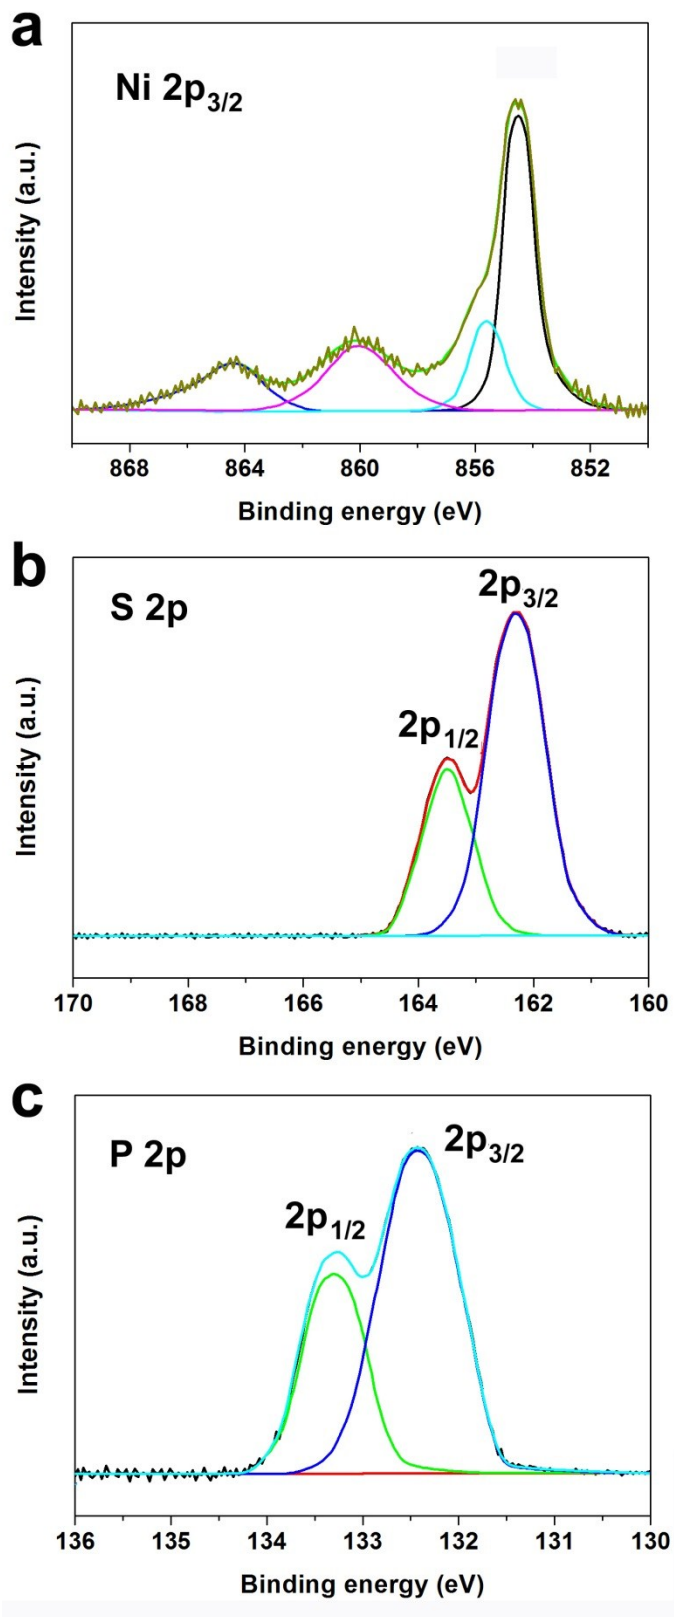 a
Ni 2p3/2
Intensity (a.u.)
868 864 860 856 852
Binding energy (eV)
b
S 2p
2p3/2
2p1/2
Intensity (a.u.)
170 168 166 164 162 160
Binding energy (eV)
c
P 2p
2p3/2
2p1/2
Intensity (a.u.)
136 135 134 133 132 131 130
Binding energy (eV)